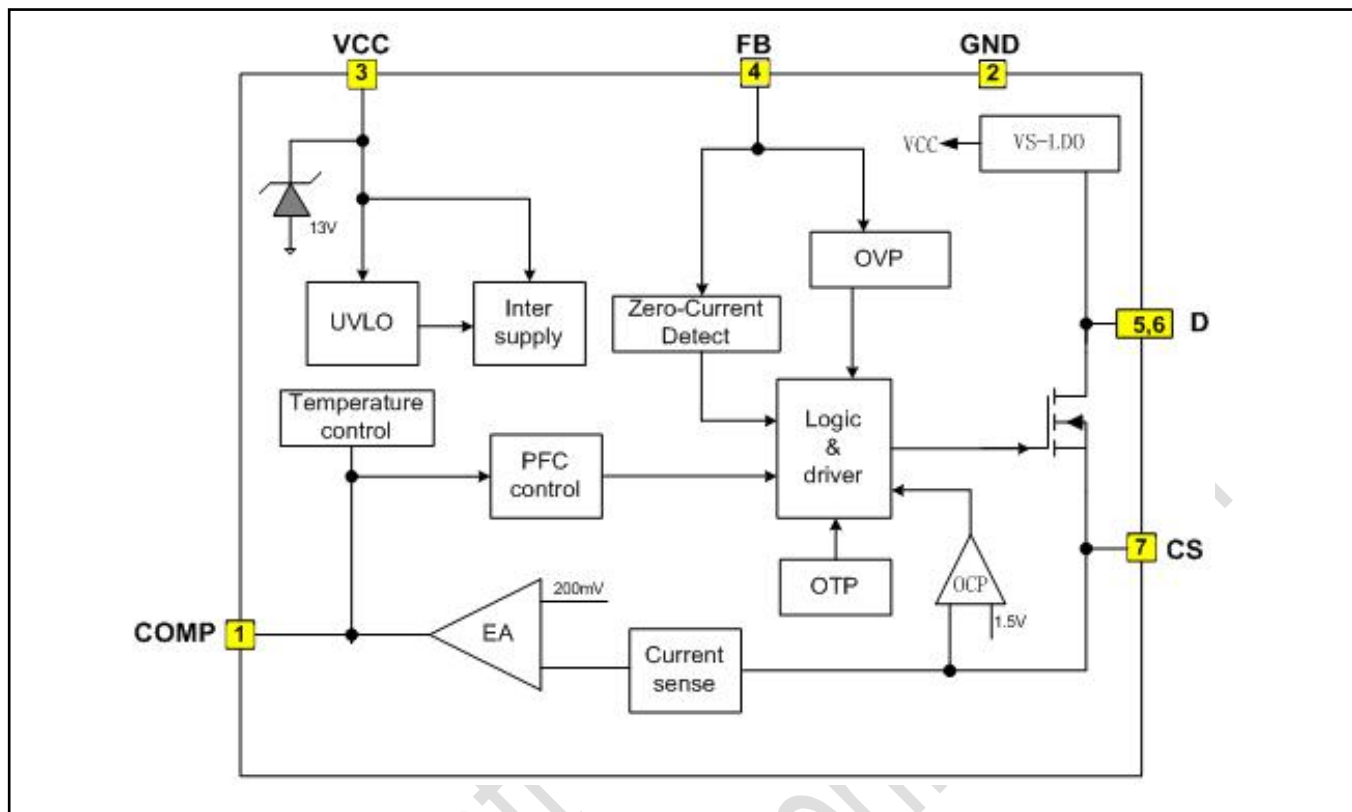 VCC
FB
GND
3
4
2
VCC
VS-LDO
13V
OVP
UVLO
Inter
supply
Zero-Current
Detect
5,6
D
Temperature
control
Logic
&
driver
PFC
control
7
CS
OTP
OCP
200mV
1.5V
COMP
1
EA
Current
sense